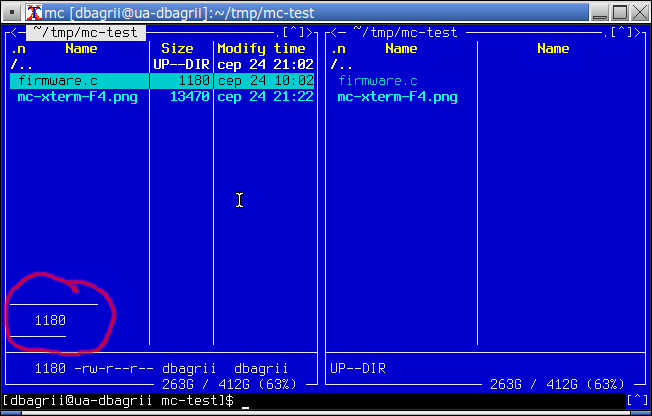 mc [dbagrii@ua-dbagrii]:~/tmp/mc-test
<─ ~/tmp/mc-test .[^]>
<─ ~/tmp/mc-test .[^]>
.n Name Size Modify time
.n Name Name
/.. UP--DIR сер 24 21:02
/..
firmware.c 1180 сер 24 10:02
firmware.c
mc-xterm-F4.png 13470 сер 24 21:22
mc-xterm-F4.png
1180
1180 -rw-r--r-- dbagrii dbagrii
UP--DIR
263G / 412G (63%)
263G / 412G (63%)
[dbagrii@ua-dbagrii mc-test]$ [^]